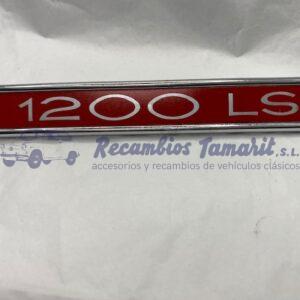 1200 LS
Recambios Tamarit, S.L.
accesorios y recambios de vehículos clásicos